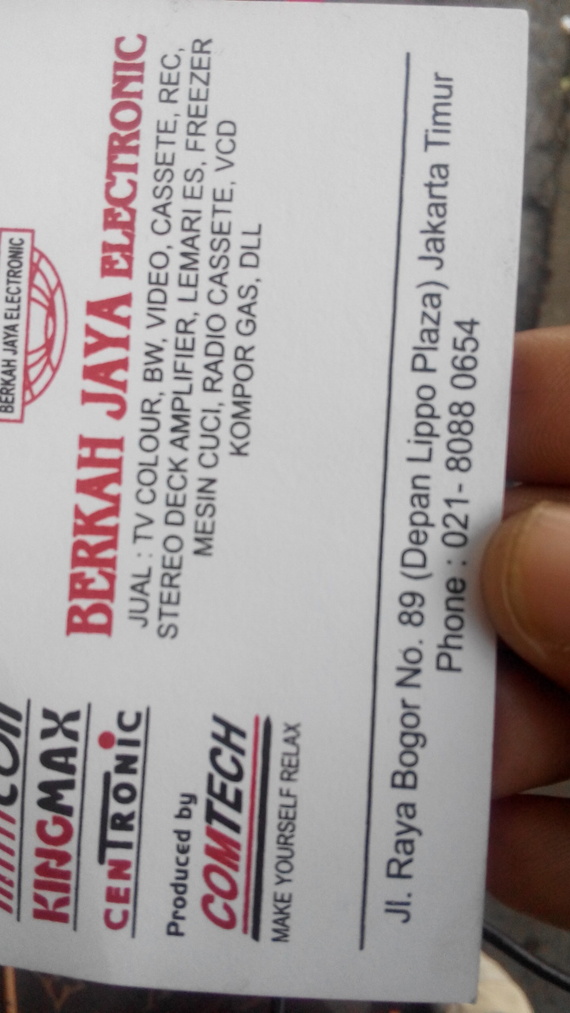 BERKAH JAYA ELECTRONIC
BERKAH JAYA ELECTRONIC
JUAL : TV COLOUR, BW, VIDEO, CASSETE, REC,
STEREO DECK AMPLIFIER, LEMARI ES, FREEZER
MESIN CUCI, RADIO CASSETE, VCD
KOMPOR GAS, DLL
KINGMAX
CENTRONIC
Produced by
COMTECH
MAKE YOURSELF RELAX
Jl. Raya Bogor No. 89 (Depan Lippo Plaza) Jakarta Timur
Phone : 021- 8088 0654